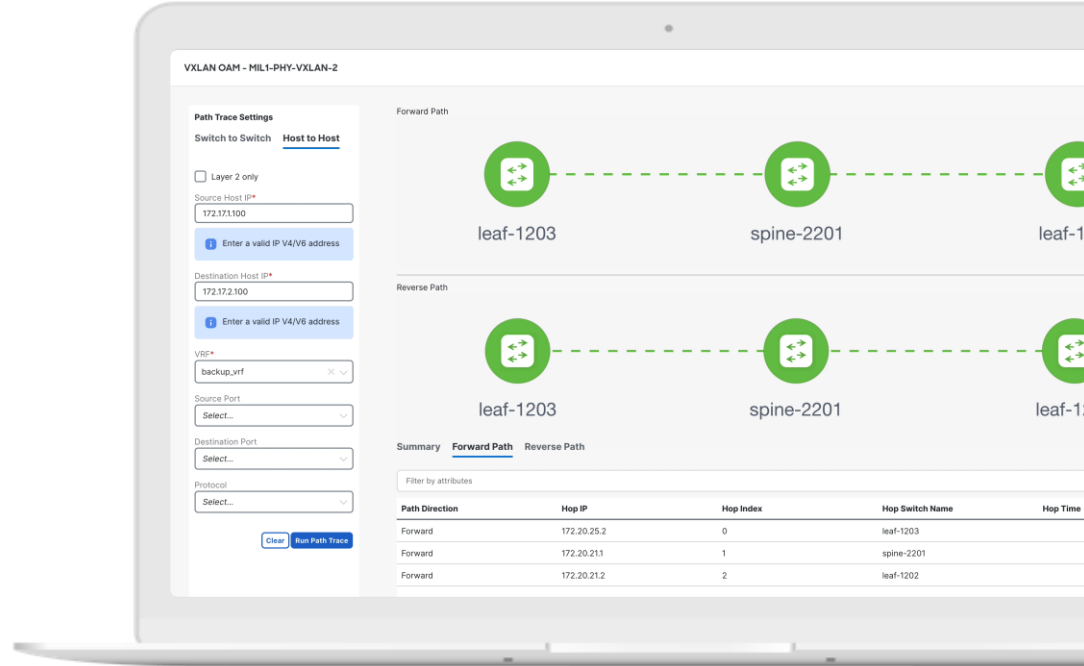 VXLAN OAM - MIL1-PHY-VXLAN-2
Path Trace Settings
Switch to Switch Host to Host
Layer 2 only
Source Host IP*
172.17.1.100
Enter a valid IP V4/V6 address
Destination Host IP*
172.17.2.100
Enter a valid IP V4/V6 address
VRF*
backup_vrf
Source Port
Select...
Destination Port
Select...
Protocol
Select...
Clear Run Path Trace
Forward Path
leaf-1203 spine-2201 leaf-1
Reverse Path
leaf-1203 spine-2201 leaf-12
Summary Forward Path Reverse Path
Filter by attributes
Path Direction Hop IP Hop Index Hop Switch Name Hop Time
Forward 172.20.25.2 0 leaf-1203
Forward 172.20.21.1 1 spine-2201
Forward 172.20.21.2 2 leaf-1202